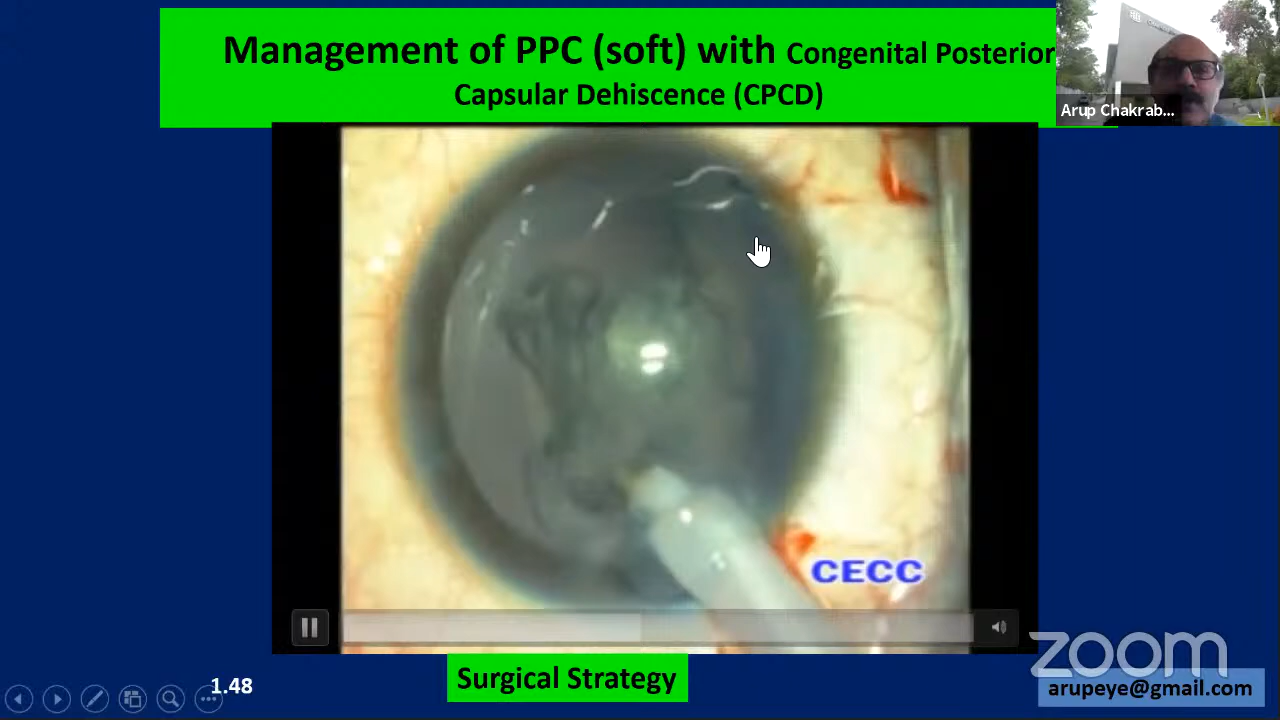 Management of PPC (soft) with Congenital Posterior
Capsular Dehiscence (CPCD)
Arup Chakrab...
CECC
zoom
Surgical Strategy
1.48
arupeye@gmail.com